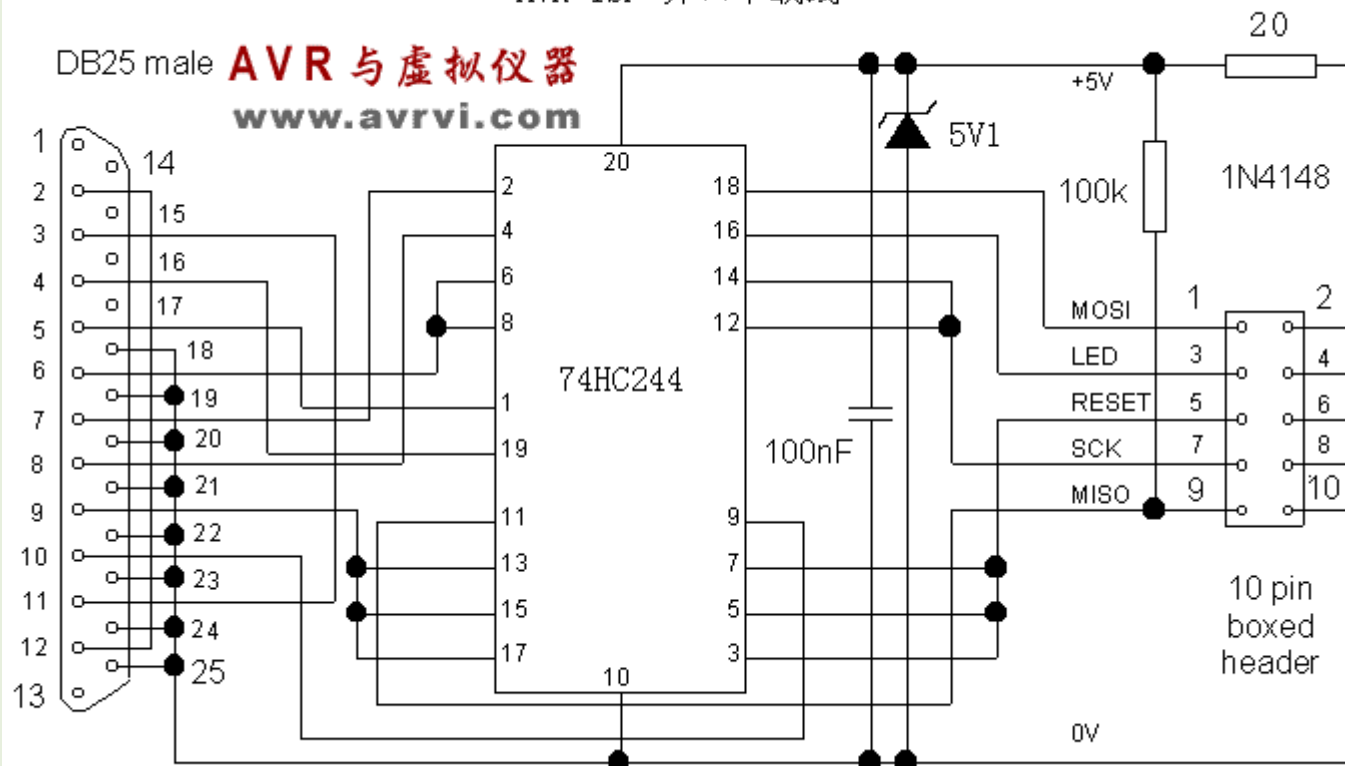 20
DB25 male AVR与虚拟仪器
www.avrvi.com
+5V
5V1
100k
1N4148
1
2
3
4
5
6
7
8
9
10
11
12
13
14
15
16
17
18
19
20
21
22
23
24
25
20
2
4
6
8
1
19
11
13
15
17
10
74HC244
18
16
14
12
9
7
5
3
100nF
MOSI 1 2
LED 3 4
RESET 5 6
SCK 7 8
MISO 9 10
10 pin
boxed
header
0V